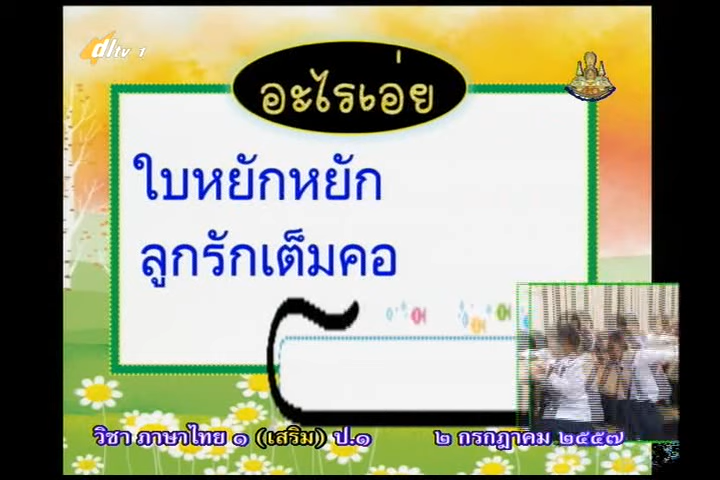 dltv 1
อะไรเอ่ย
ใบหยักหยัก
ลูกรักเต็มคอ
วิชา ภาษาไทย ๑ (เสริม) ป.๑ ๒ กรกฎาคม ๒๕๕๗